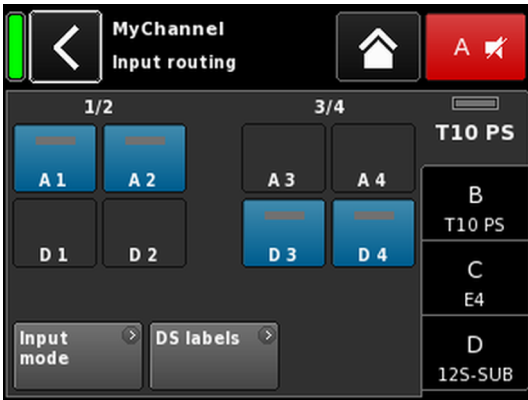 MyChannel
Input routing
A
1/2
3/4
T10 PS
A 1
A 2
A 3
A 4
B
T10 PS
D 1
D 2
D 3
D 4
C
E4
Input
mode
DS labels
D
12S-SUB